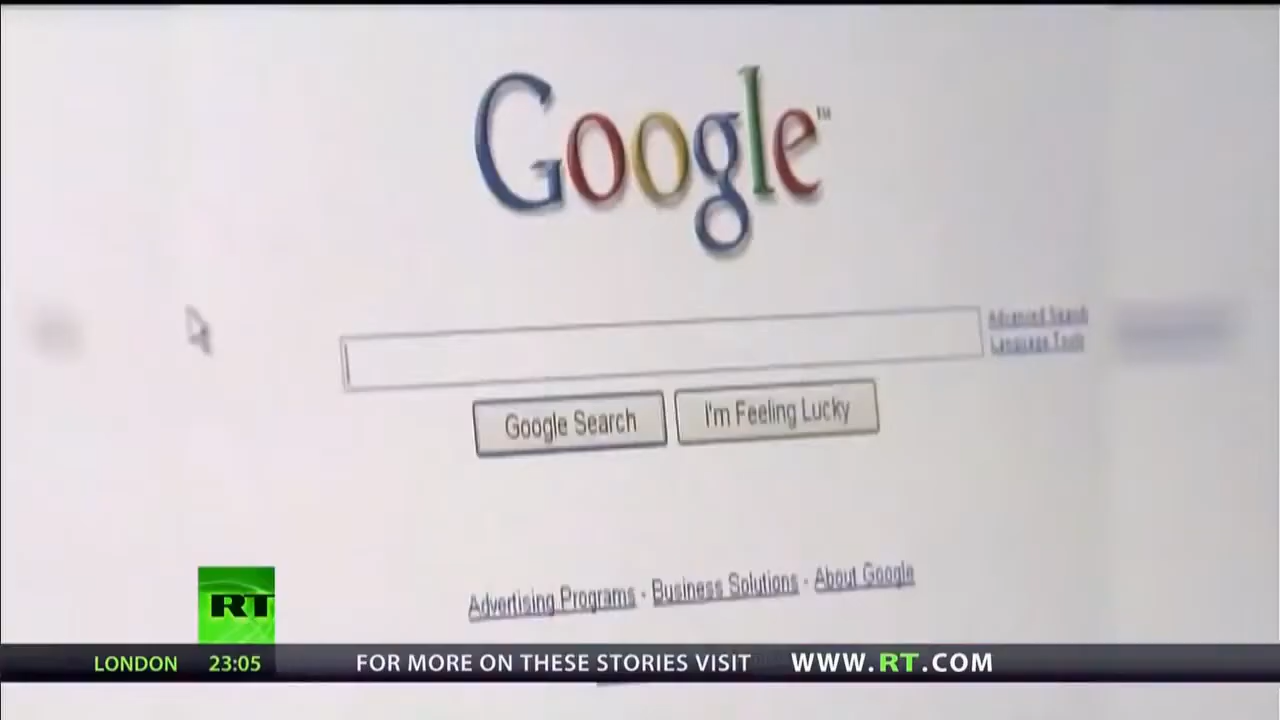 Google™
Advanced Search
Language Tools
Google Search I'm Feeling Lucky
Advertising Programs - Business Solutions - About Google
RT
LONDON 23:05 FOR MORE ON THESE STORIES VISIT WWW.RT.COM